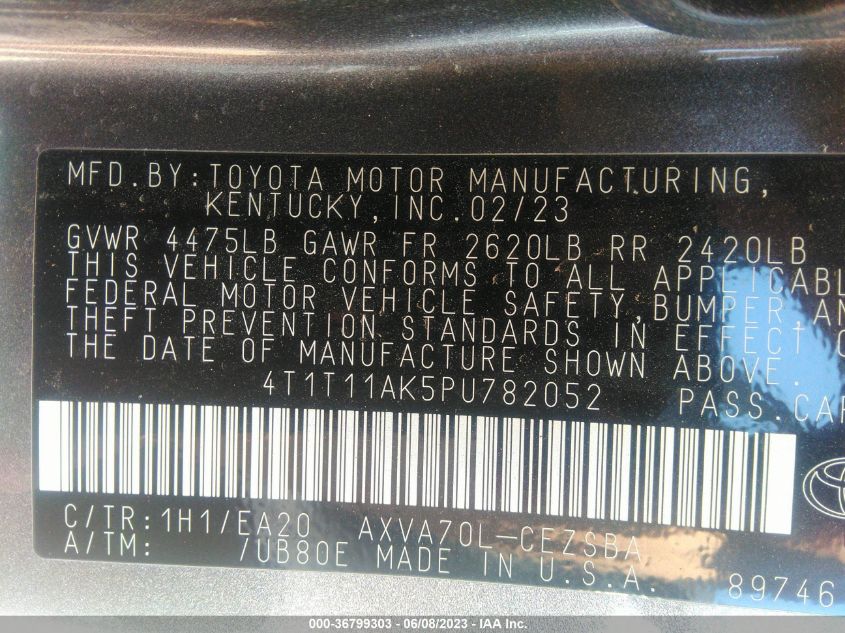 MFD.BY:TOYOTA MOTOR MANUFACTURING,
KENTUCKY,INC.02/23
GVWR 4475LB GAWR FR 2620LB RR 2420LB
THIS VEHICLE CONFORMS TO ALL APPLICABL
FEDERAL MOTOR VEHICLE SAFETY,BUMPER AN
THEFT PREVENTION STANDARDS IN EFFECT O
THE DATE OF MANUFACTURE SHOWN ABOVE.
4T1T11AK5PU782052 PASS.CAR
C/TR:1H1/EA20 AXVA70L-CEZSBA
A/TM: /UB80E MADE IN U.S.A. 89746
000-36799303 - 06/08/2023 - IAA Inc.